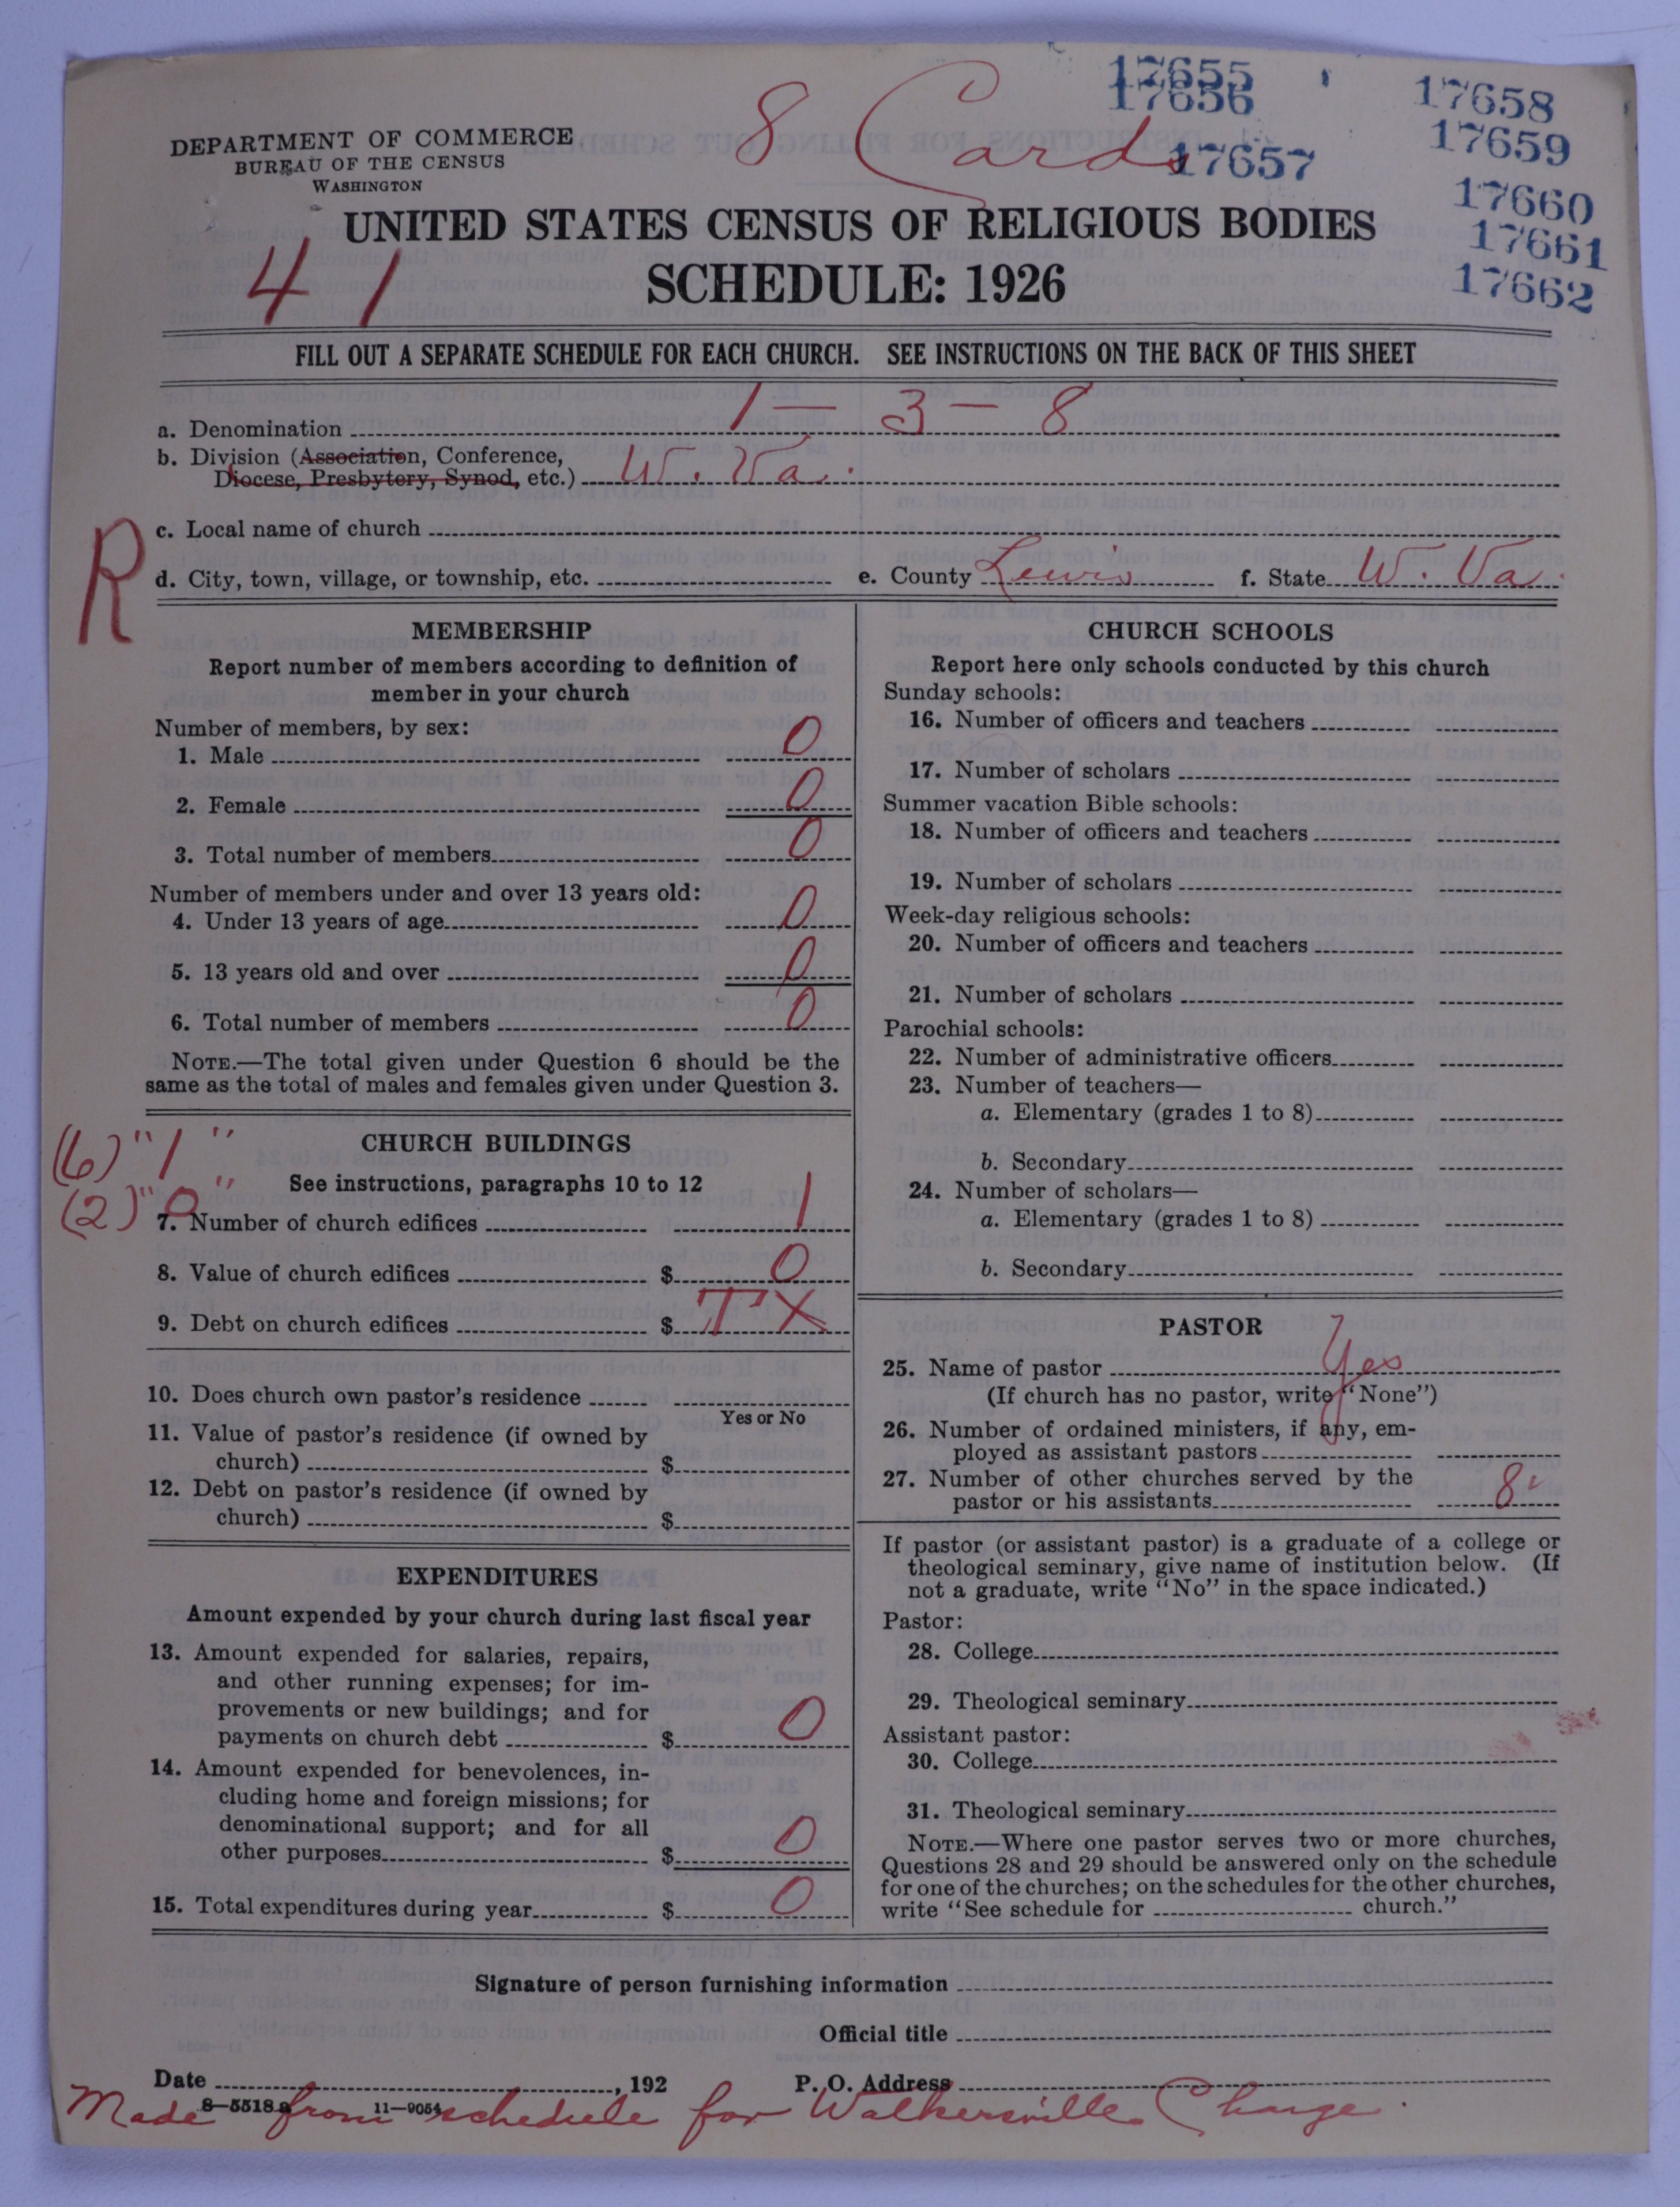 17655
17656
17658
8 Cards
17657
17659
17660
17661
17662
DEPARTMENT OF COMMERCE
BUREAU OF THE CENSUS
WASHINGTON
UNITED STATES CENSUS OF RELIGIOUS BODIES
41
SCHEDULE: 1926
FILL OUT A SEPARATE SCHEDULE FOR EACH CHURCH. SEE INSTRUCTIONS ON THE BACK OF THIS SHEET
a. Denomination 1 — 3 — 8
b. Division (Association, Conference,
Diocese, Presbytery, Synod, etc.) W. Va.
R
c. Local name of church
d. City, town, village, or township, etc. e. County Lewis f. State W. Va.
MEMBERSHIP
Report number of members according to definition of
member in your church
Number of members, by sex:
1. Male 0
2. Female 0
3. Total number of members 0
Number of members under and over 13 years old:
4. Under 13 years of age 0
5. 13 years old and over 0
6. Total number of members 0
NOTE.—The total given under Question 6 should be the
same as the total of males and females given under Question 3.
(6) "1"
(2) "0"
CHURCH BUILDINGS
See instructions, paragraphs 10 to 12
7. Number of church edifices 1
8. Value of church edifices $ 0
9. Debt on church edifices $ TX
10. Does church own pastor's residence
Yes or No
11. Value of pastor's residence (if owned by
church) $
12. Debt on pastor's residence (if owned by
church) $
EXPENDITURES
Amount expended by your church during last fiscal year
13. Amount expended for salaries, repairs,
and other running expenses; for im-
provements or new buildings; and for
payments on church debt $ 0
14. Amount expended for benevolences, in-
cluding home and foreign missions; for
denominational support; and for all
other purposes $ 0
15. Total expenditures during year $ 0
CHURCH SCHOOLS
Report here only schools conducted by this church
Sunday schools:
16. Number of officers and teachers
17. Number of scholars
Summer vacation Bible schools:
18. Number of officers and teachers
19. Number of scholars
Week-day religious schools:
20. Number of officers and teachers
21. Number of scholars
Parochial schools:
22. Number of administrative officers
23. Number of teachers—
a. Elementary (grades 1 to 8)
b. Secondary
24. Number of scholars—
a. Elementary (grades 1 to 8)
b. Secondary
PASTOR
25. Name of pastor Yes
(If church has no pastor, write "None")
26. Number of ordained ministers, if any, em-
ployed as assistant pastors
27. Number of other churches served by the
pastor or his assistants 8
If pastor (or assistant pastor) is a graduate of a college or
theological seminary, give name of institution below. (If
not a graduate, write "No" in the space indicated.)
Pastor:
28. College
29. Theological seminary
Assistant pastor:
30. College
31. Theological seminary
NOTE.—Where one pastor serves two or more churches,
Questions 28 and 29 should be answered only on the schedule
for one of the churches; on the schedules for the other churches,
write "See schedule for church."
Signature of person furnishing information
Official title
Date , 192 P. O. Address
8—5518a 11—9054
Made from schedule for Walkersville Charge.